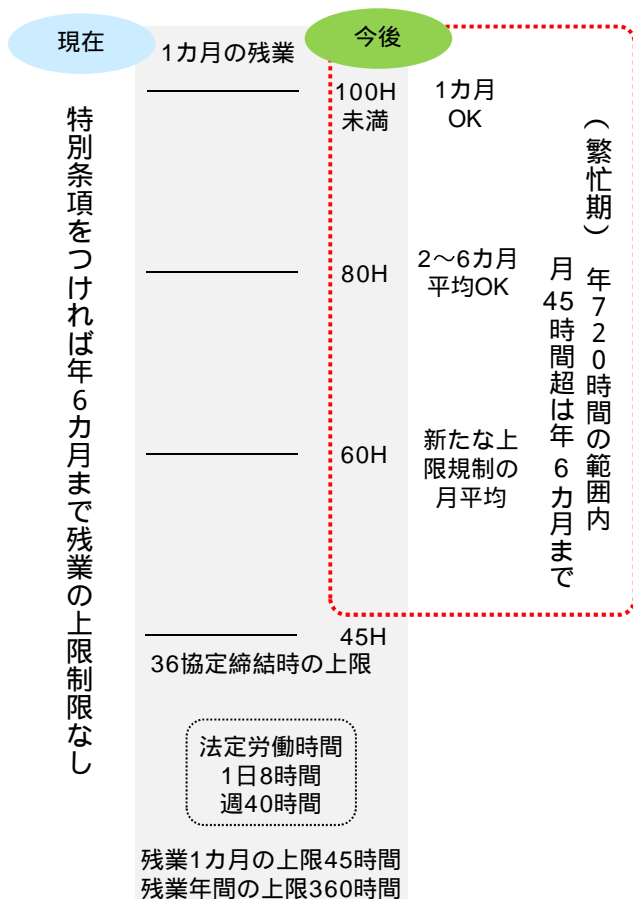 現在
特別条項をつければ年6カ月まで残業の上限制限なし
1カ月の残業
今後
100H
未満
1カ月
OK
80H
2〜6カ月
平均OK
60H
新たな上
限規制の
月平均
(繁忙期) 年720時間の範囲内
月45時間超は年6カ月まで
45H
36協定締結時の上限
法定労働時間
1日8時間
週40時間
残業1カ月の上限45時間
残業年間の上限360時間